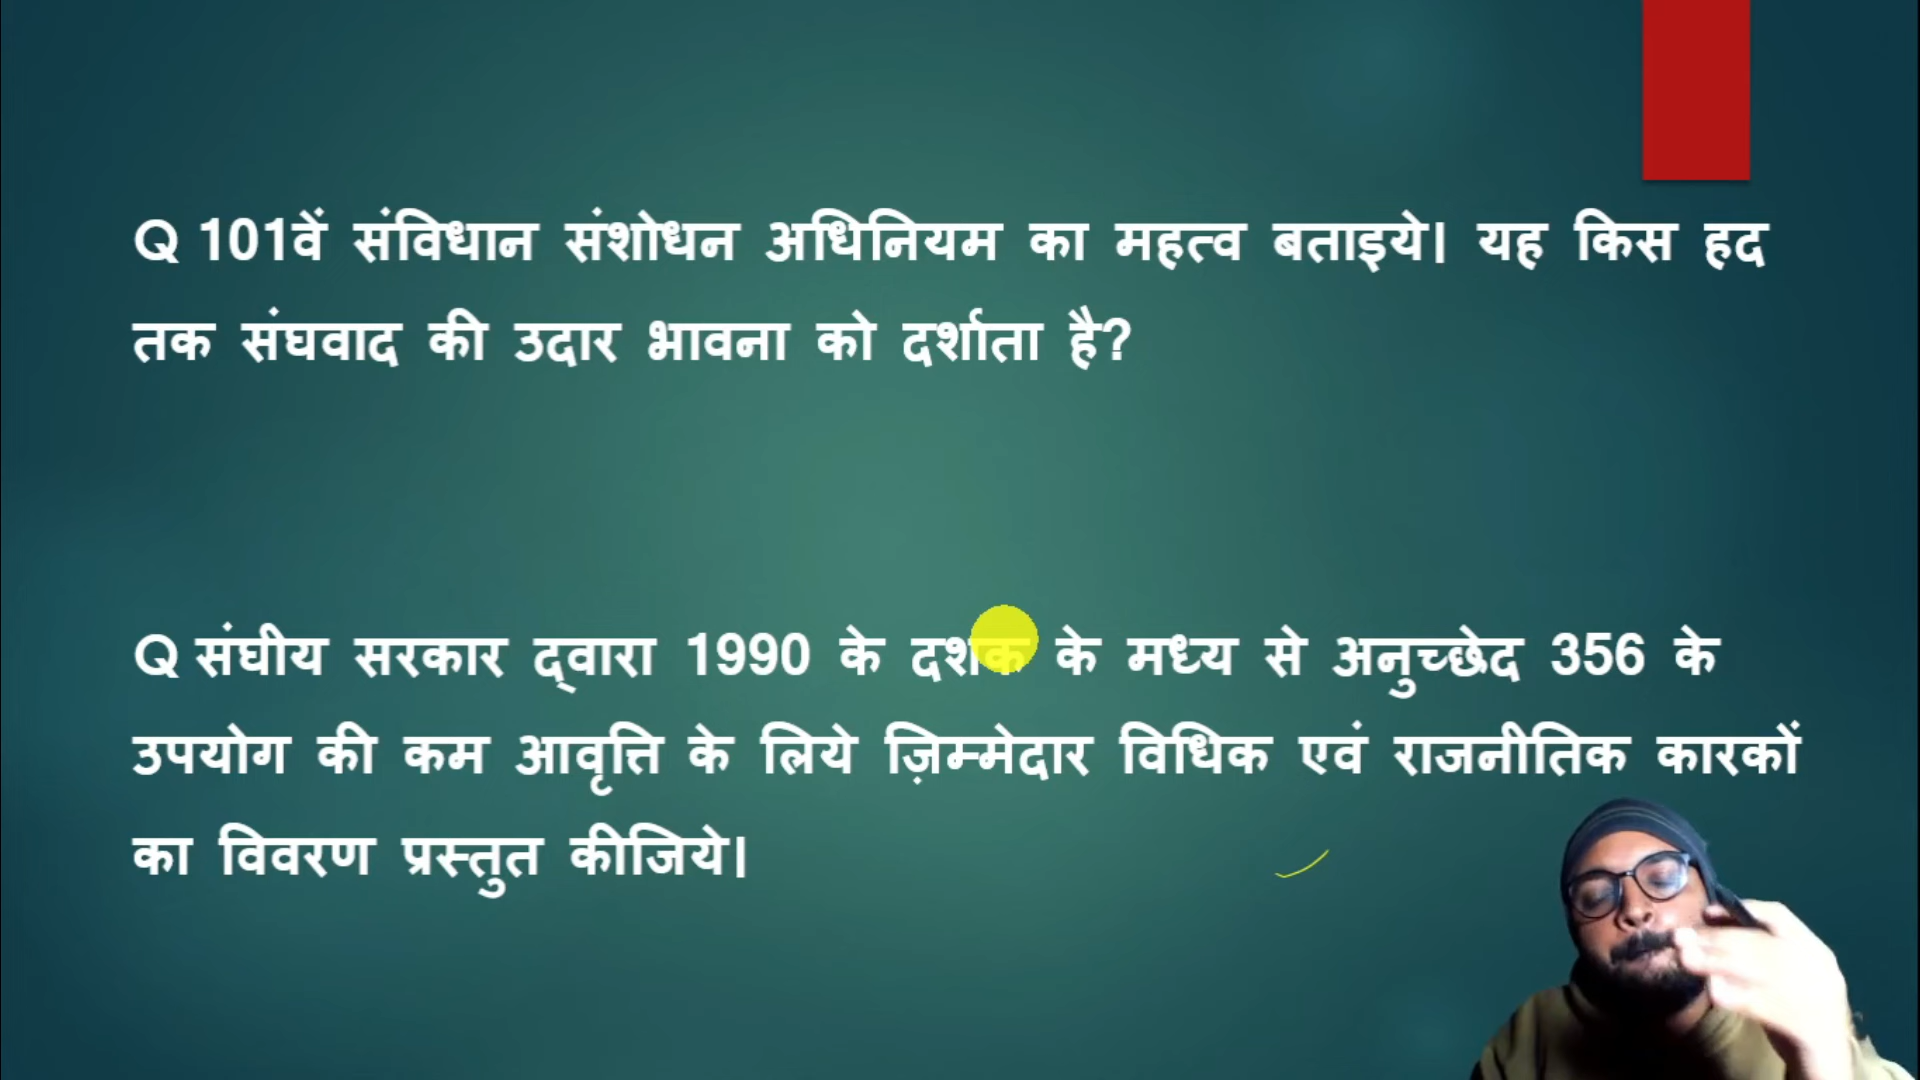 Q 101वें संविधान संशोधन अधिनियम का महत्व बताइये। यह किस हद
तक संघवाद की उदार भावना को दर्शाता है?
Q संघीय सरकार द्वारा 1990 के दशक के मध्य से अनुच्छेद 356 के
उपयोग की कम आवृत्ति के लिये ज़िम्मेदार विधिक एवं राजनीतिक कारकों
का विवरण प्रस्तुत कीजिये।